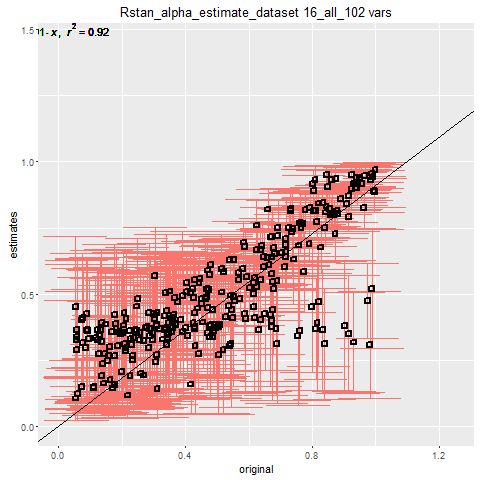 Rstan_alpha_estimate_dataset 16_all_102 vars
1· x, r² = 0.92
estimates
1.5
1.0
0.5
0.0
0.0 0.4 0.8 1.2
original